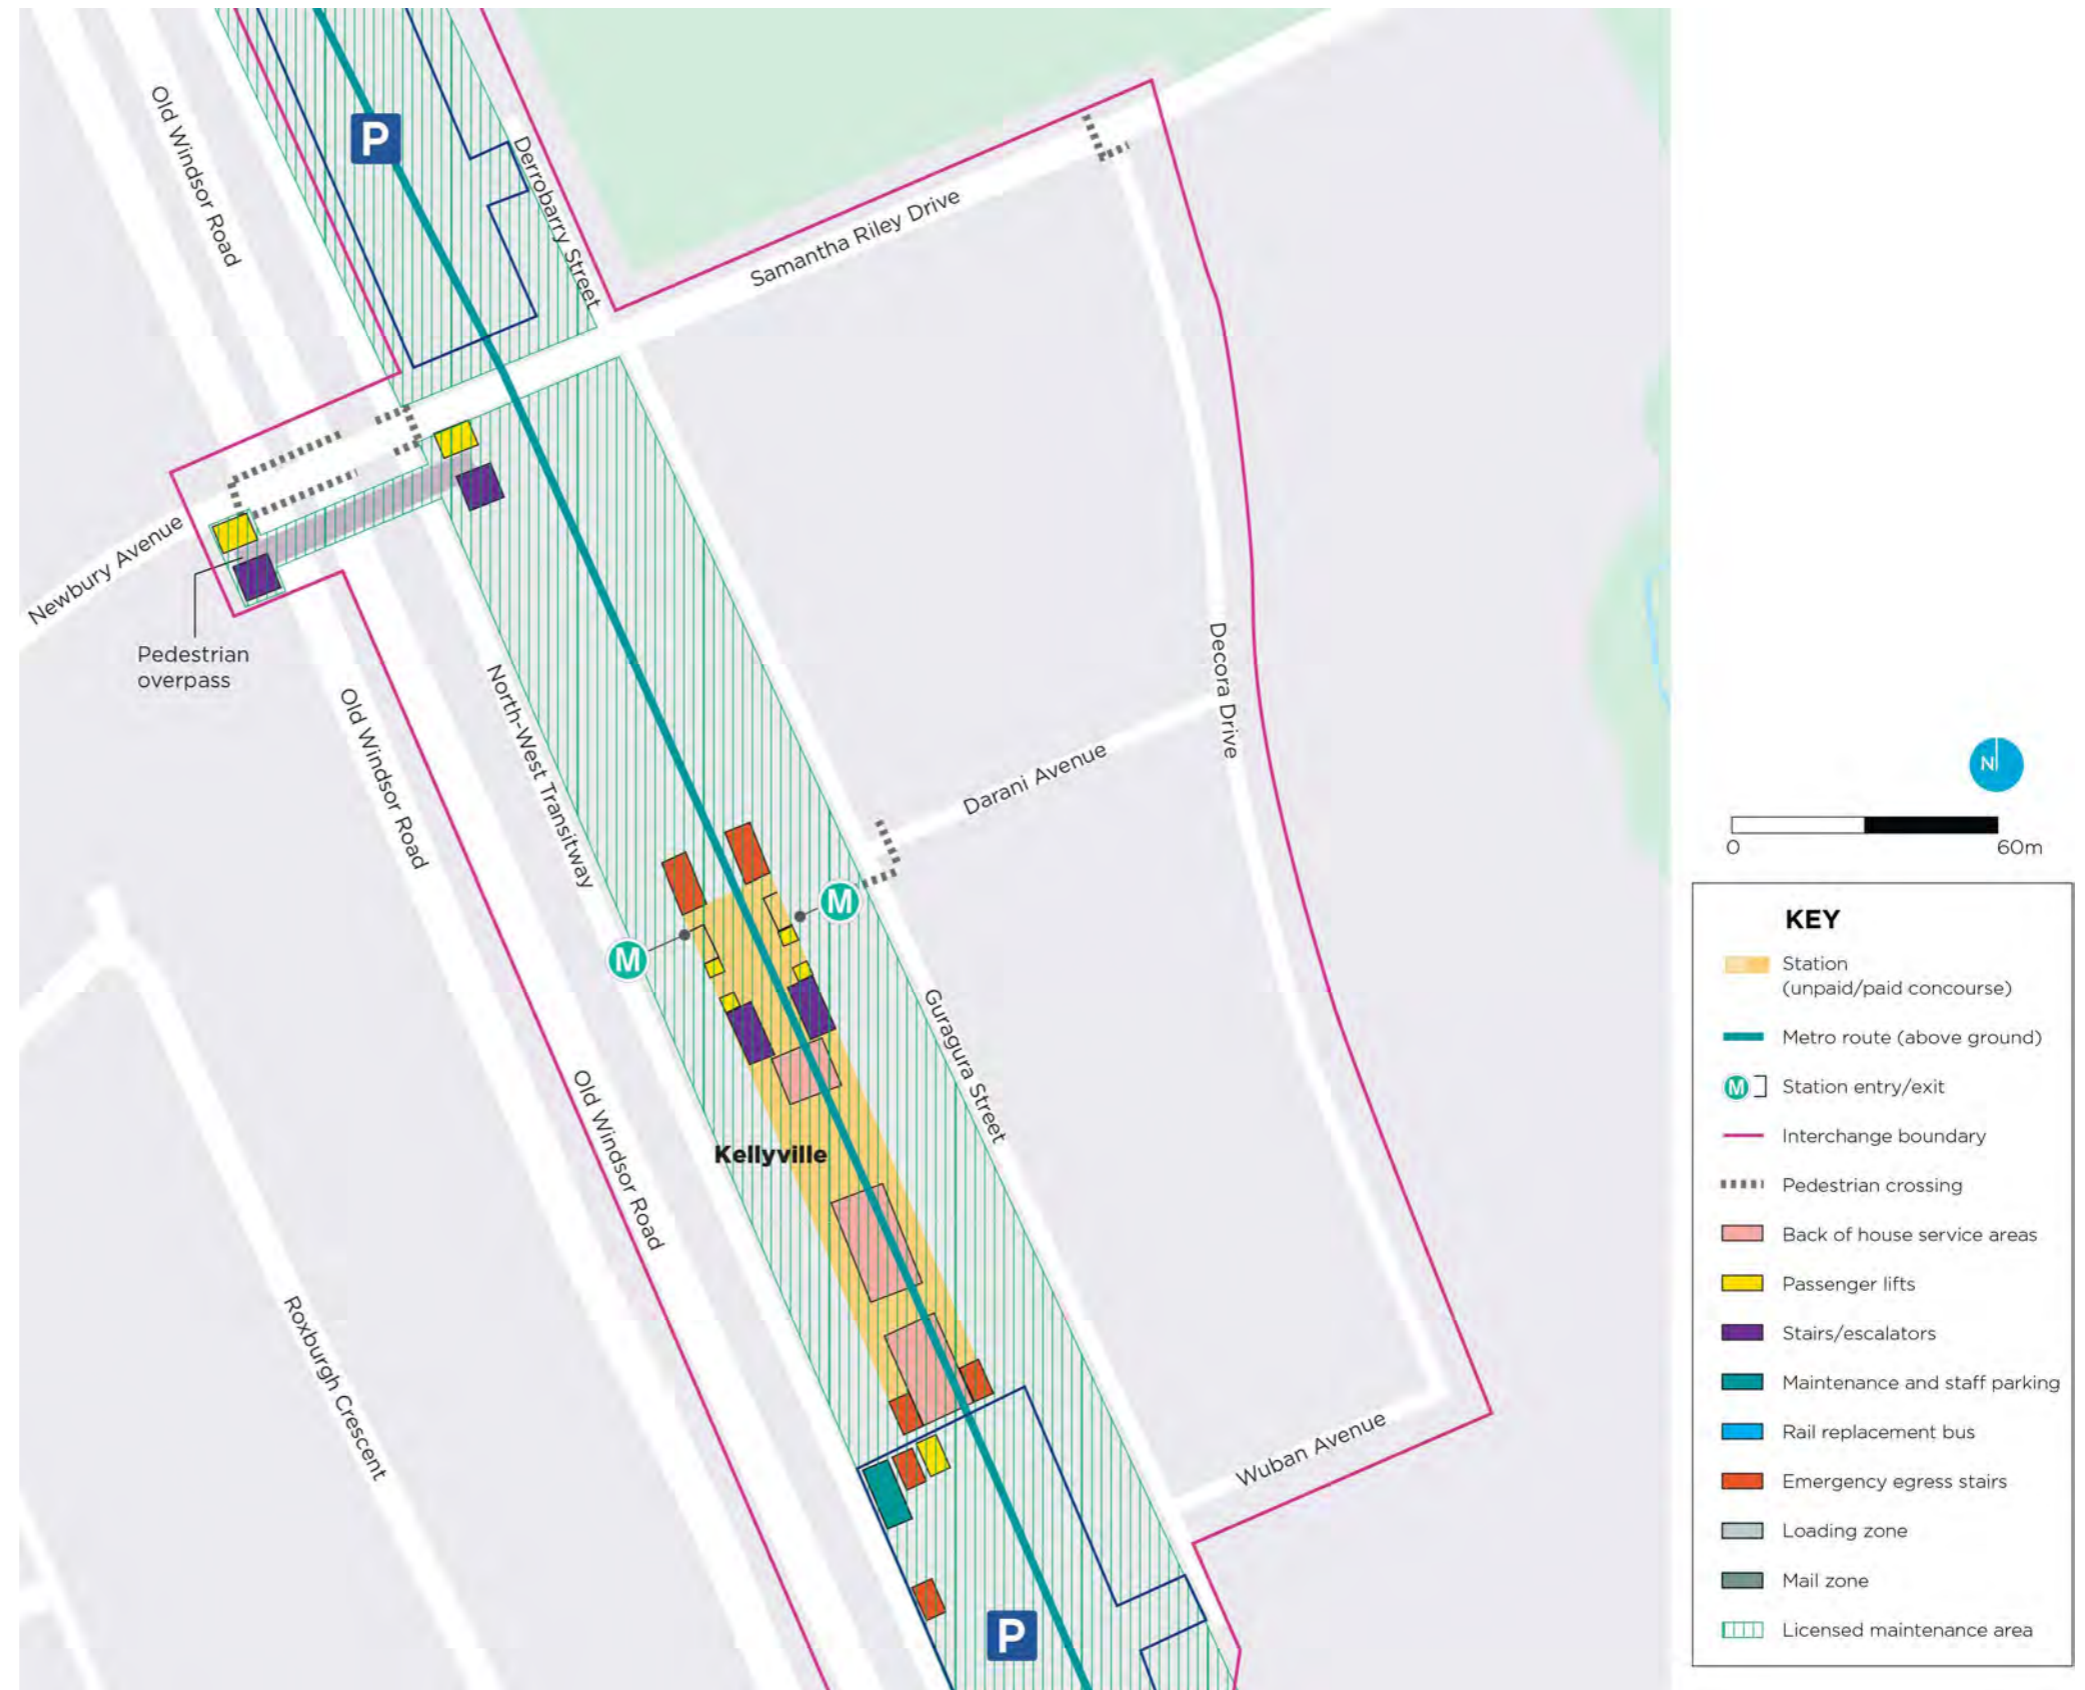 Old Windsor Road
P
Derrobarry Street
Samantha Riley Drive
Newbury Avenue
Pedestrian
overpass
Old Windsor Road
North-West Transitway
Decora Drive
Darani Avenue
M
M
Guragura Street
Old Windsor Road
Kellyville
Roxburgh Crescent
Wuban Avenue
P
N
0
60m
KEY
Station
(unpaid/paid concourse)
Metro route (above ground)
M
Station entry/exit
Interchange boundary
Pedestrian crossing
Back of house service areas
Passenger lifts
Stairs/escalators
Maintenance and staff parking
Rail replacement bus
Emergency egress stairs
Loading zone
Mail zone
Licensed maintenance area